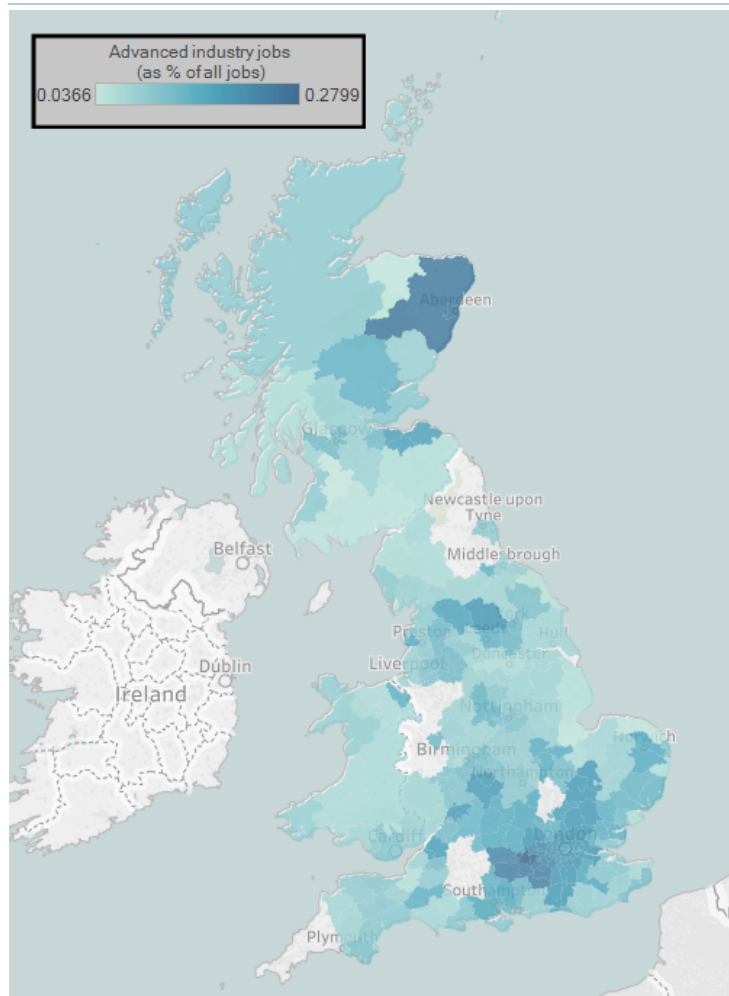 Advanced industry jobs
(as % of all jobs)
0.0366
0.2799
Aberdeen
Glasgow
Newcastle upon
Tyne
Belfast
Middlesbrough
York
Preston
Leeds
Hull
Dublin
Liverpool
Doncaster
Ireland
Nottingham
Norwich
Birmingham
Northampton
Cardiff
London
Southampton
Plymouth